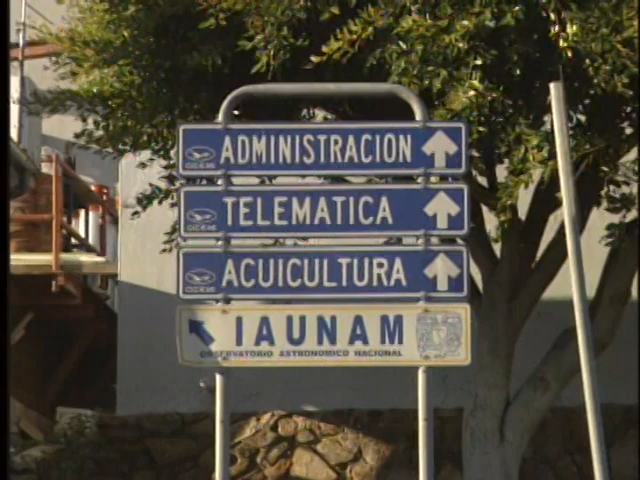 ADMINISTRACION
TELEMATICA
ACUICULTURA
IAUNAM
OBSERVATORIO ASTRONOMICO NACIONAL